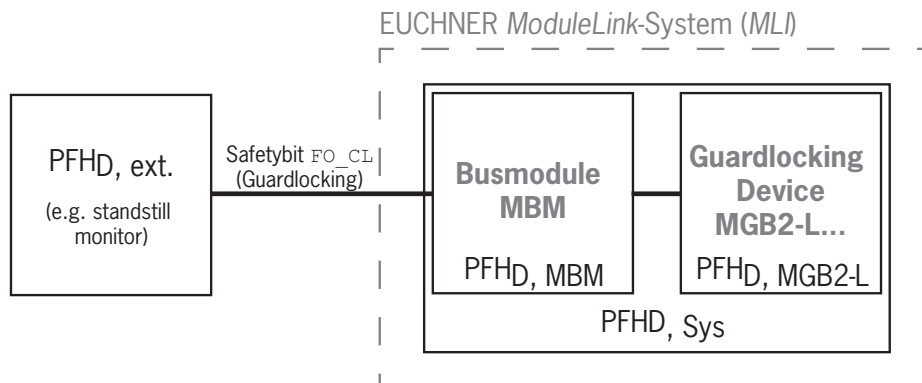 EUCHNER ModuleLink-System (MLI)
PFHD, ext.
(e.g. standstill
monitor)
Safetybit FO_CL
(Guardlocking)
Busmodule
MBM
PFHD, MBM
Guardlocking
Device
MGB2-L...
PFHD, MGB2-L
PFHD, Sys